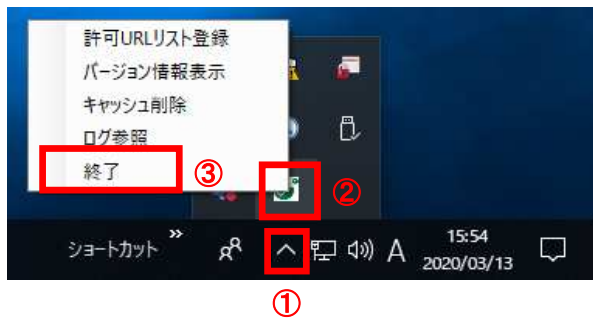 許可URLリスト登録
バージョン情報表示
キャッシュ削除
ログ参照
終了
③
②
ショートカット
»
A
15:54
2020/03/13
①